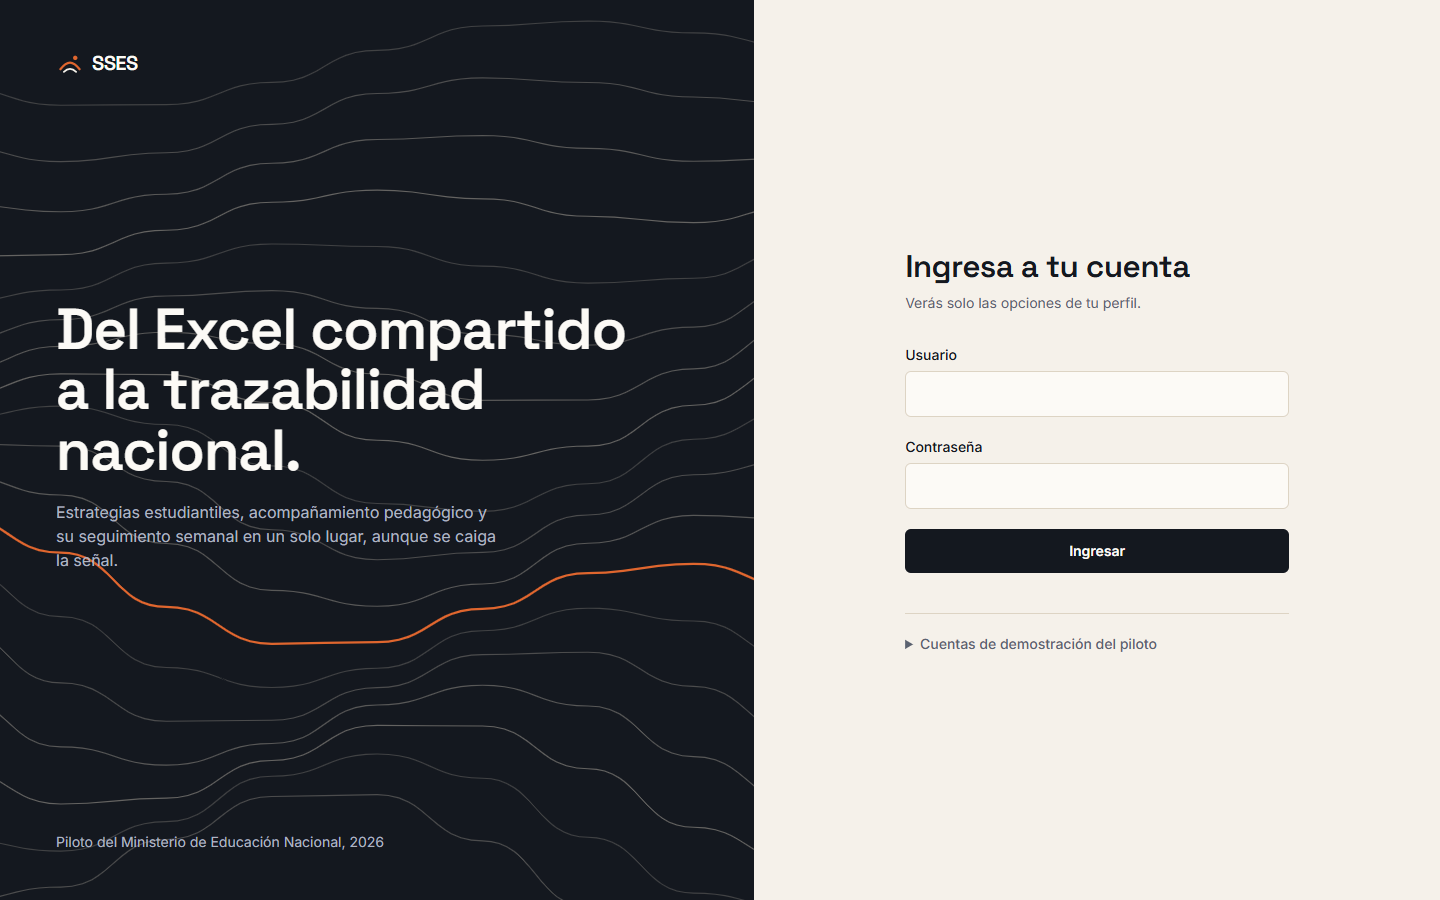 SSES
Del Excel compartido
a la trazabilidad
nacional.
Estrategias estudiantiles, acompañamiento pedagógico y
su seguimiento semanal en un solo lugar, aunque se caiga
la señal.
Piloto del Ministerio de Educación Nacional, 2026
Ingresa a tu cuenta
Verás solo las opciones de tu perfil.
Usuario
Contraseña
Ingresar
Cuentas de demostración del piloto